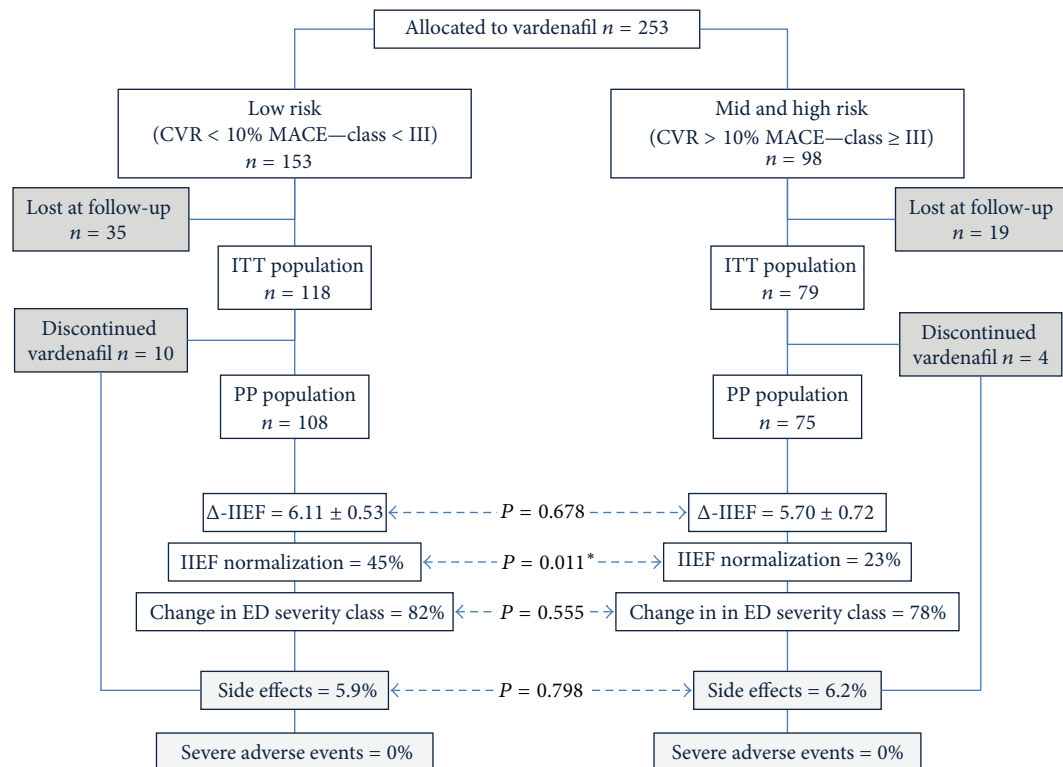 Allocated to vardenafil n = 253
Low risk
(CVR < 10% MACE—class < III)
n = 153
Mid and high risk
(CVR > 10% MACE—class ≥ III)
n = 98
Lost at follow-up
n = 35
Lost at follow-up
n = 19
ITT population
n = 118
ITT population
n = 79
Discontinued
vardenafil n = 10
Discontinued
vardenafil n = 4
PP population
n = 108
PP population
n = 75
Δ-IIEF = 6.11 ± 0.53
P = 0.678
Δ-IIEF = 5.70 ± 0.72
IIEF normalization = 45%
P = 0.011*
IIEF normalization = 23%
Change in ED severity class = 82%
P = 0.555
Change in in ED severity class = 78%
Side effects = 5.9%
P = 0.798
Side effects = 6.2%
Severe adverse events = 0%
Severe adverse events = 0%